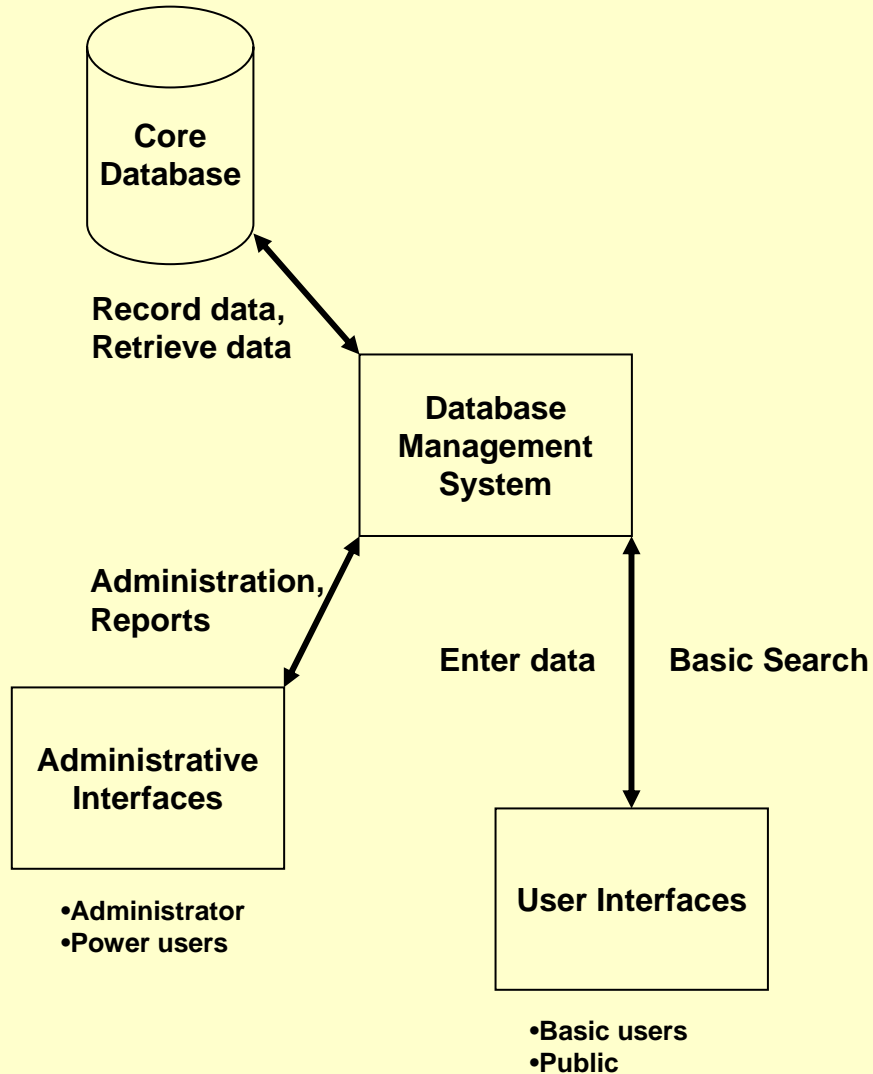 Core
Database
Record data,
Retrieve data
Database
Management
System
Administration,
Reports
Enter data
Basic Search
Administrative
Interfaces
•Administrator
•Power users
User Interfaces
•Basic users
•Public